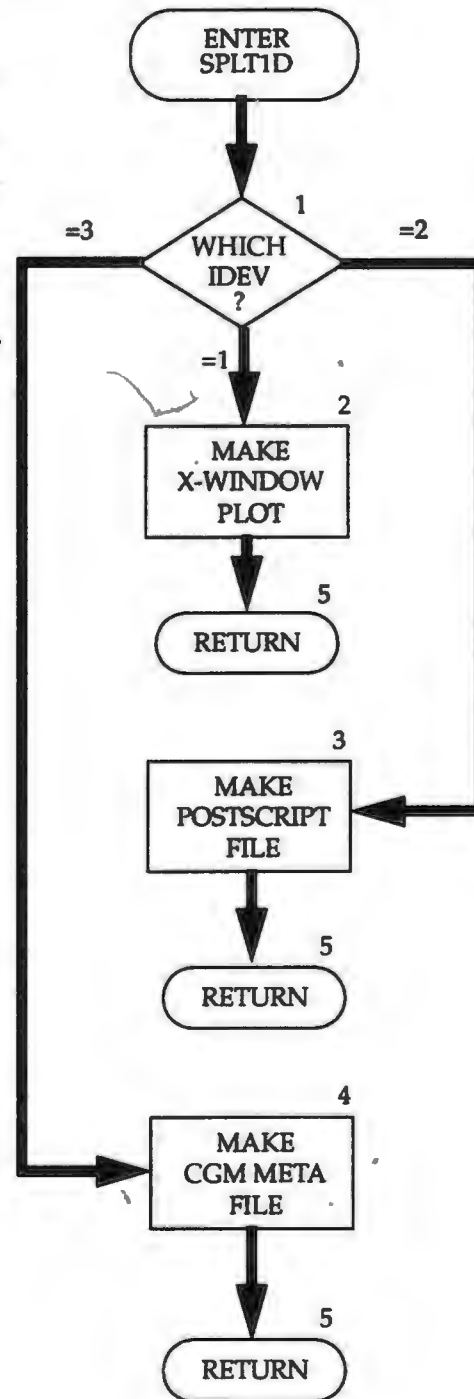 ENTER
SPLT1D
1
=3
WHICH
IDEV
?
=2
=1
2
MAKE
X-WINDOW
PLOT
5
RETURN
3
MAKE
POSTSCRIPT
FILE
5
RETURN
4
MAKE
CGM META
FILE
5
RETURN